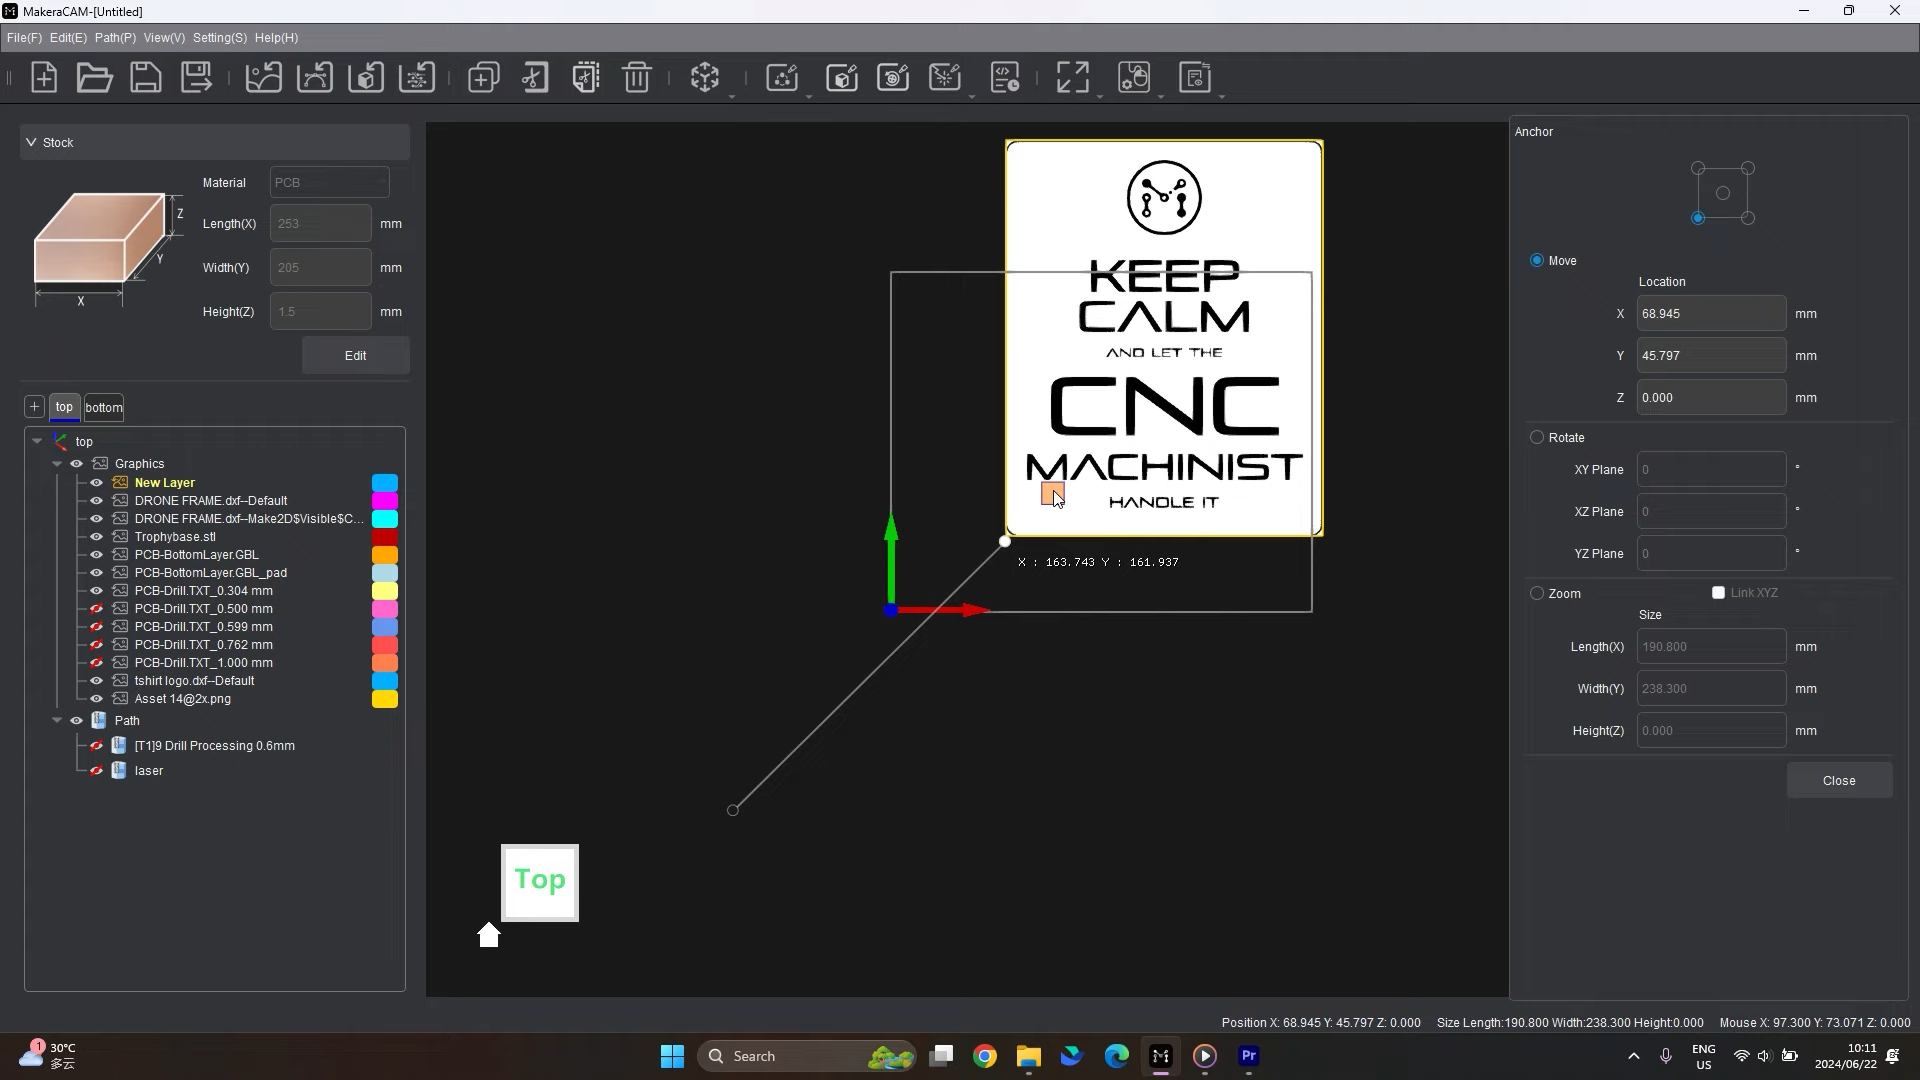 MakeraCAM-[Untitled]
File(F) Edit(E) Path(P) View(V) Setting(S) Help(H)
Stock
Material PCB
Length(X) 253 mm
Width(Y) 205 mm
Height(Z) 1.5 mm
X
Y
Z
Edit
+ top bottom
top
Graphics
New Layer
DRONE FRAME.dxf--Default
DRONE FRAME.dxf--Make2D$Visible$C...
Trophybase.stl
PCB-BottomLayer.GBL
PCB-BottomLayer.GBL_pad
PCB-Drill.TXT_0.304 mm
PCB-Drill.TXT_0.500 mm
PCB-Drill.TXT_0.599 mm
PCB-Drill.TXT_0.762 mm
PCB-Drill.TXT_1.000 mm
tshirt logo.dxf--Default
Asset 14@2x.png
Path
[T1]9 Drill Processing 0.6mm
laser
KEEP
CALM
AND LET THE
CNC
MACHINIST
HANDLE IT
X : 163.743 Y : 161.937
Top
Anchor
Move
Location
X 68.945 mm
Y 45.797 mm
Z 0.000 mm
Rotate
XY Plane 0 °
XZ Plane 0 °
YZ Plane 0 °
Zoom Link XYZ
Size
Length(X) 190.800 mm
Width(Y) 238.300 mm
Height(Z) 0.000 mm
Close
Position X: 68.945 Y: 45.797 Z: 0.000 Size Length:190.800 Width:238.300 Height:0.000 Mouse X: 97.300 Y: 73.071 Z: 0.000
1
30°C
多云
Search
Pr
ENG
US
10:11
2024/06/22